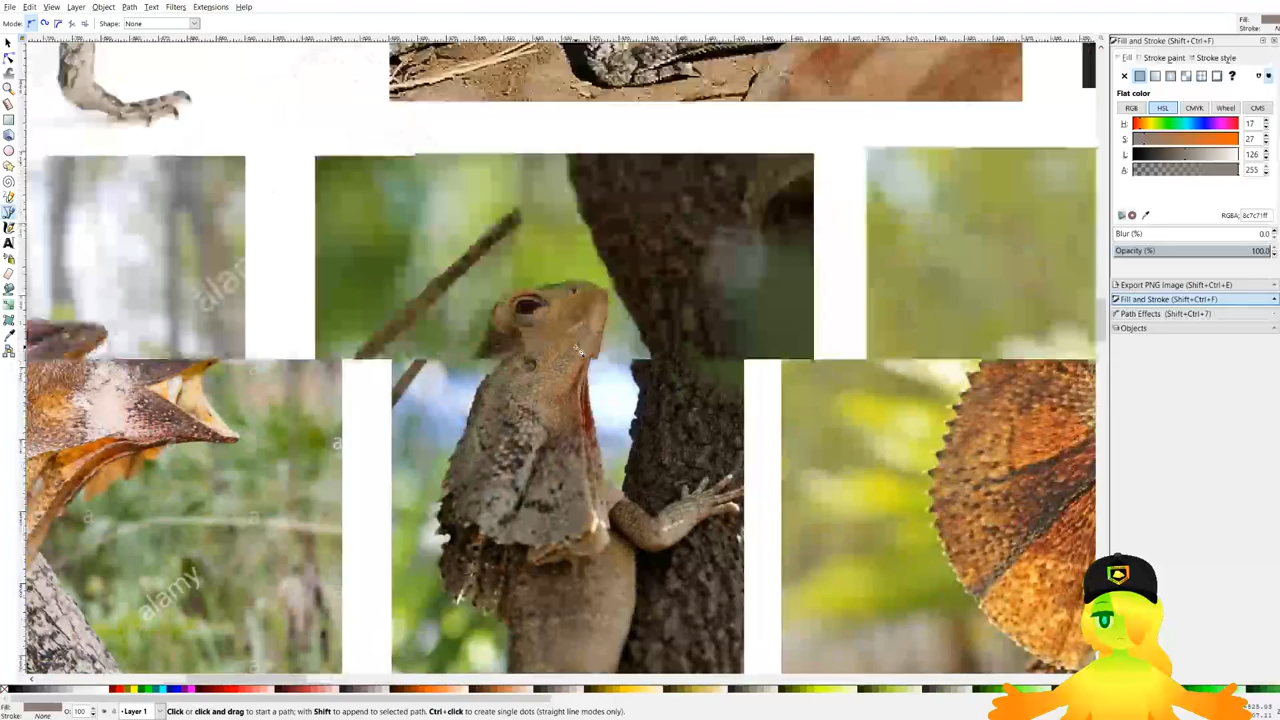 File Edit View Layer Object Path Text Filters Extensions Help
Mode: Shape: None
Fill:
Stroke:
Fill and Stroke (Shift+Ctrl+F)
Fill Stroke paint Stroke style
Flat color
RGB HSL CMYK Wheel CMS
H: 17
S: 27
L: 126
A: 255
RGBA: 8c7c71ff
Blur (%) 0.0
Opacity (%) 100.0
Export PNG Image (Shift+Ctrl+E)
Fill and Stroke (Shift+Ctrl+F)
Path Effects (Shift+Ctrl+7)
Objects
alamy
a
a
a
alamy
Fill:
Stroke: None
O: 100
Layer 1
Click or click and drag to start a path; with Shift to append to selected path. Ctrl+click to create single dots (straight line modes only).